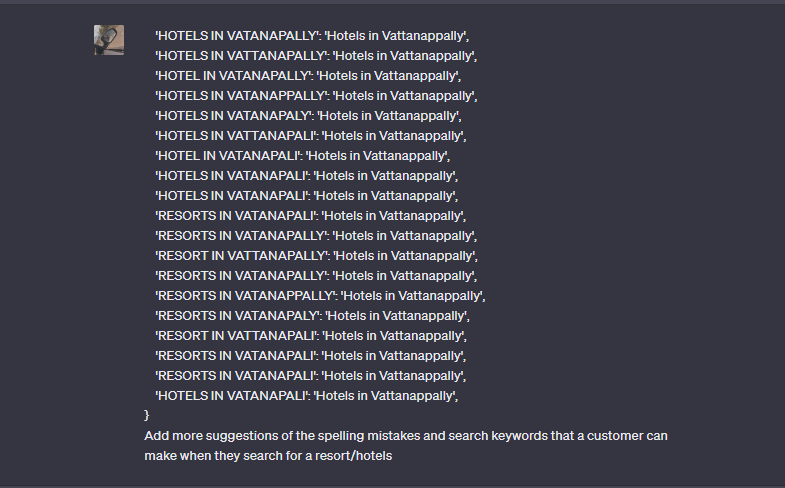 'HOTELS IN VATANAPALLY': 'Hotels in Vattanappally',
'HOTELS IN VATTANAPALLY': 'Hotels in Vattanappally',
'HOTEL IN VATANAPALLY': 'Hotels in Vattanappally',
'HOTELS IN VATANAPPALLY': 'Hotels in Vattanappally',
'HOTELS IN VATANAPALY': 'Hotels in Vattanappally',
'HOTELS IN VATTANAPALI': 'Hotels in Vattanappally',
'HOTEL IN VATANAPALI': 'Hotels in Vattanappally',
'HOTELS IN VATANAPALI': 'Hotels in Vattanappally',
'HOTELS IN VATANAPALI': 'Hotels in Vattanappally',
'RESORTS IN VATANAPALI': 'Hotels in Vattanappally',
'RESORTS IN VATANAPALLY': 'Hotels in Vattanappally',
'RESORT IN VATTANAPALLY': 'Hotels in Vattanappally',
'RESORTS IN VATANAPALLY': 'Hotels in Vattanappally',
'RESORTS IN VATANAPPALLY': 'Hotels in Vattanappally',
'RESORTS IN VATANAPALY': 'Hotels in Vattanappally',
'RESORT IN VATTANAPALI': 'Hotels in Vattanappally',
'RESORTS IN VATANAPALI': 'Hotels in Vattanappally',
'RESORTS IN VATANAPALI': 'Hotels in Vattanappally',
'HOTELS IN VATANAPALI': 'Hotels in Vattanappally',
}
Add more suggestions of the spelling mistakes and search keywords that a customer can
make when they search for a resort/hotels